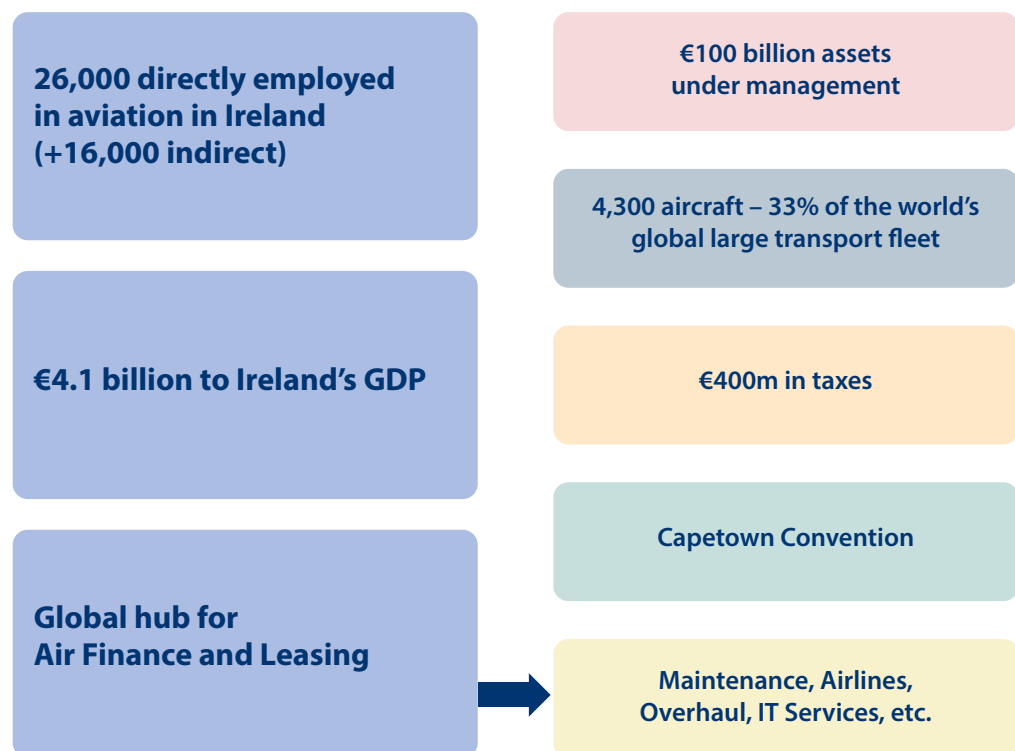 26,000 directly employed
in aviation in Ireland
(+16,000 indirect)
€4.1 billion to Ireland’s GDP
Global hub for
Air Finance and Leasing
€100 billion assets
under management
4,300 aircraft – 33% of the world’s
global large transport fleet
€400m in taxes
Capetown Convention
Maintenance, Airlines,
Overhaul, IT Services, etc.